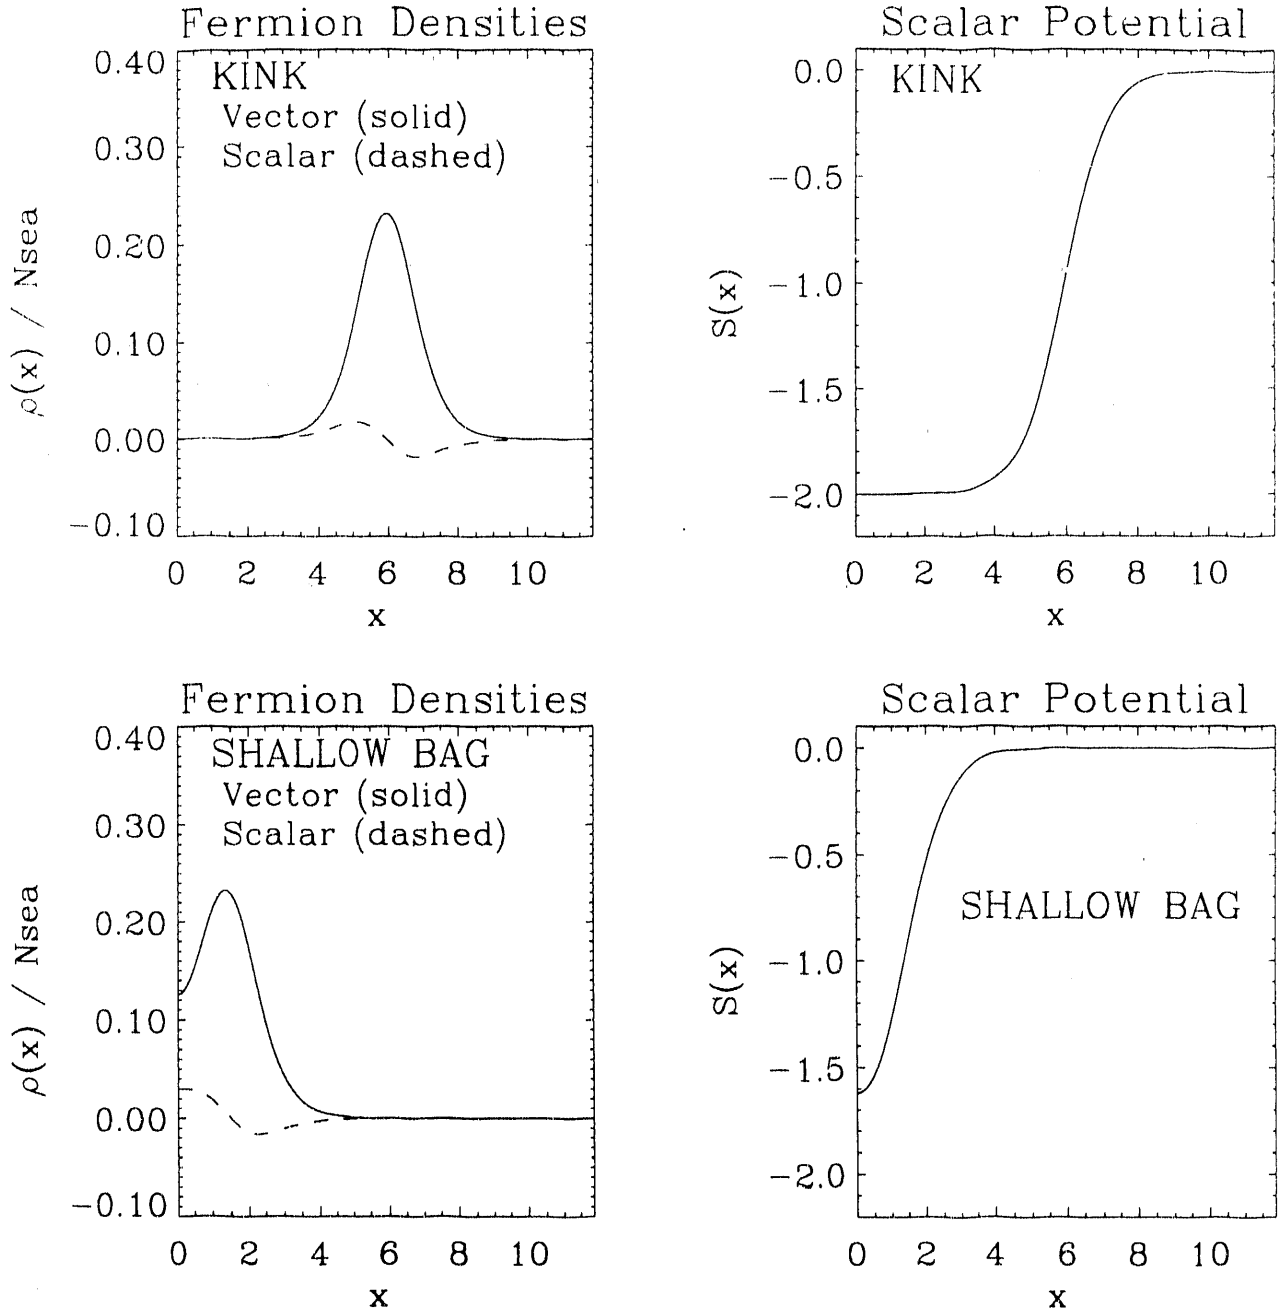 Fermion Densities
KINK
Vector (solid)
Scalar (dashed)
0.40
0.30
0.20
0.10
0.00
−0.10
ρ(x) / Nsea
0 2 4 6 8 10
x
Scalar Potential
KINK
0.0
−0.5
−1.0
−1.5
−2.0
S(x)
0 2 4 6 8 10
x
Fermion Densities
SHALLOW BAG
Vector (solid)
Scalar (dashed)
0.40
0.30
0.20
0.10
0.00
−0.10
ρ(x) / Nsea
0 2 4 6 8 10
x
Scalar Potential
SHALLOW BAG
0.0
−0.5
−1.0
−1.5
−2.0
S(x)
0 2 4 6 8 10
x